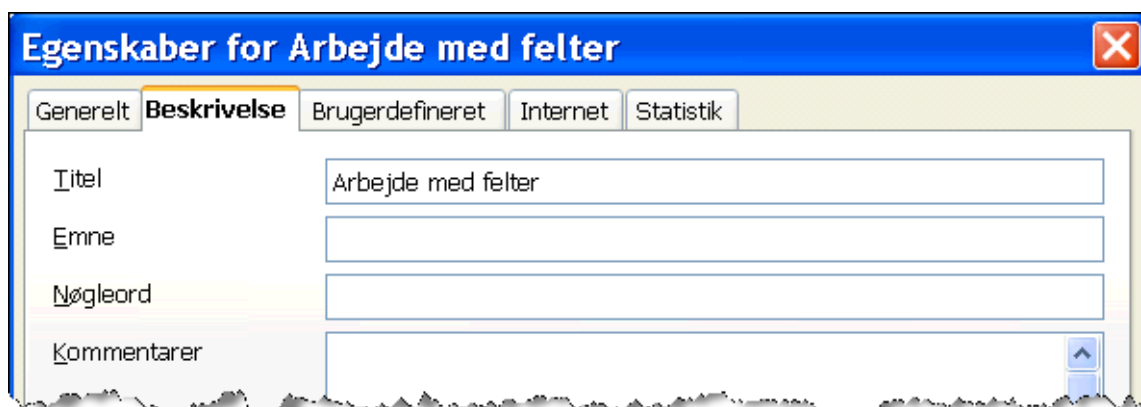 Egenskaber for Arbejde med felter
Generelt Beskrivelse Brugerdefineret Internet Statistik
Titel Arbejde med felter
Emne
Nøgleord
Kommentarer